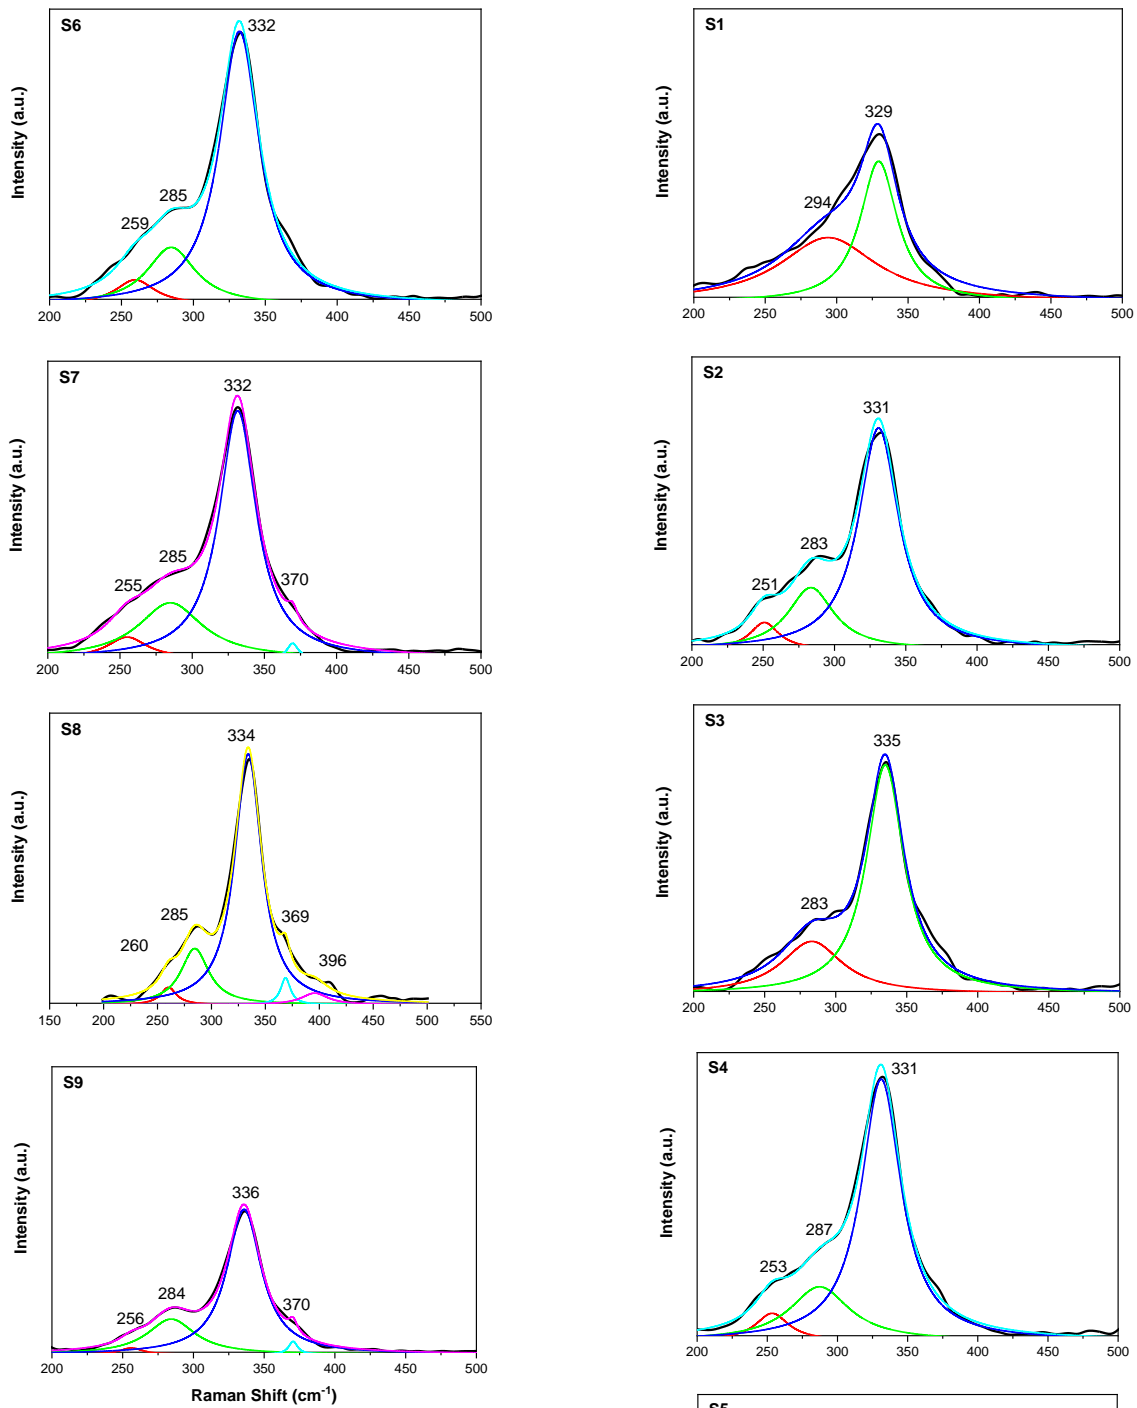 S6
332
285
259
Intensity (a.u.)
200 250 300 350 400 450 500
S7
332
285
255
370
Intensity (a.u.)
200 250 300 350 400 450 500
S8
334
285
369
260
396
Intensity (a.u.)
150 200 250 300 350 400 450 500 550
S9
336
284
370
256
Intensity (a.u.)
200 250 300 350 400 450 500
Raman Shift (cm⁻¹)
S1
329
294
Intensity (a.u.)
200 250 300 350 400 450 500
S2
331
283
251
Intensity (a.u.)
200 250 300 350 400 450 500
S3
335
283
Intensity (a.u.)
200 250 300 350 400 450 500
S4
331
287
253
Intensity (a.u.)
200 250 300 350 400 450 500
S5